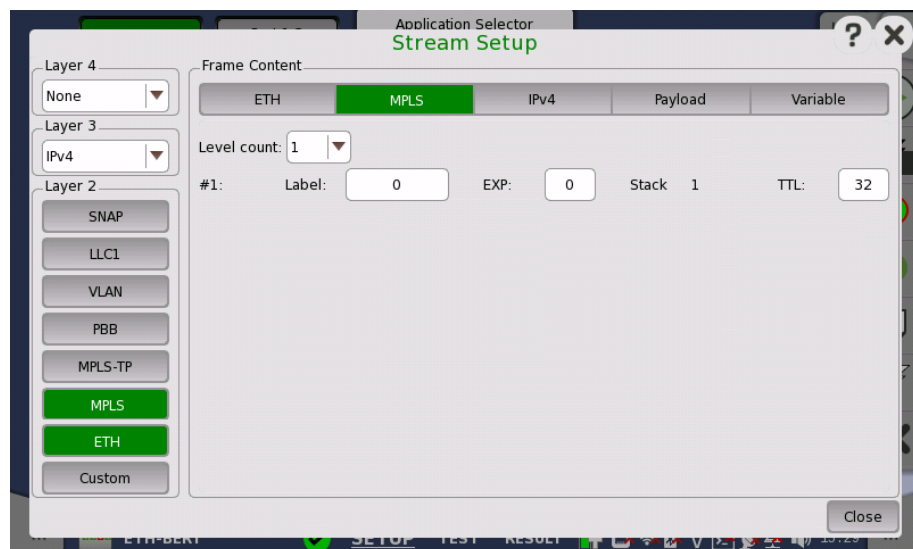 Application Selector
Stream Setup
?
Layer 4
None
Layer 3
IPv4
Layer 2
SNAP
LLC1
VLAN
PBB
MPLS-TP
MPLS
ETH
Custom
Frame Content
ETH MPLS IPv4 Payload Variable
Level count: 1
#1: Label: 0 EXP: 0 Stack 1 TTL: 32
Close
ETH-BERT SETUP TEST RESULT 15:29